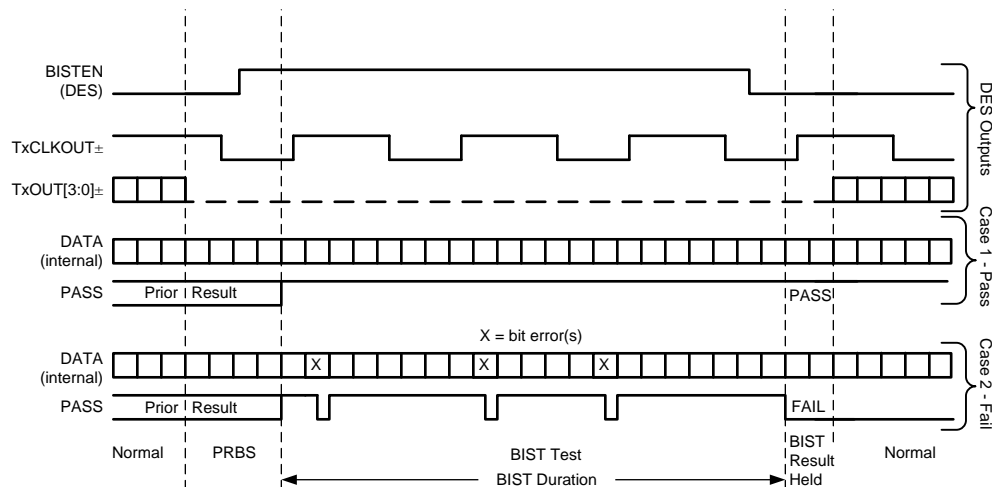 BISTEN
(DES)
TxCLKOUT±
TxOUT[3:0]±
DES Outputs
DATA
(internal)
PASS
Prior Result
PASS
Case 1 - Pass
X = bit error(s)
DATA
(internal)
X
X
X
PASS
Prior Result
FAIL
Case 2 - Fail
Normal
PRBS
BIST Test
BIST Duration
BIST
Result
Held
Normal